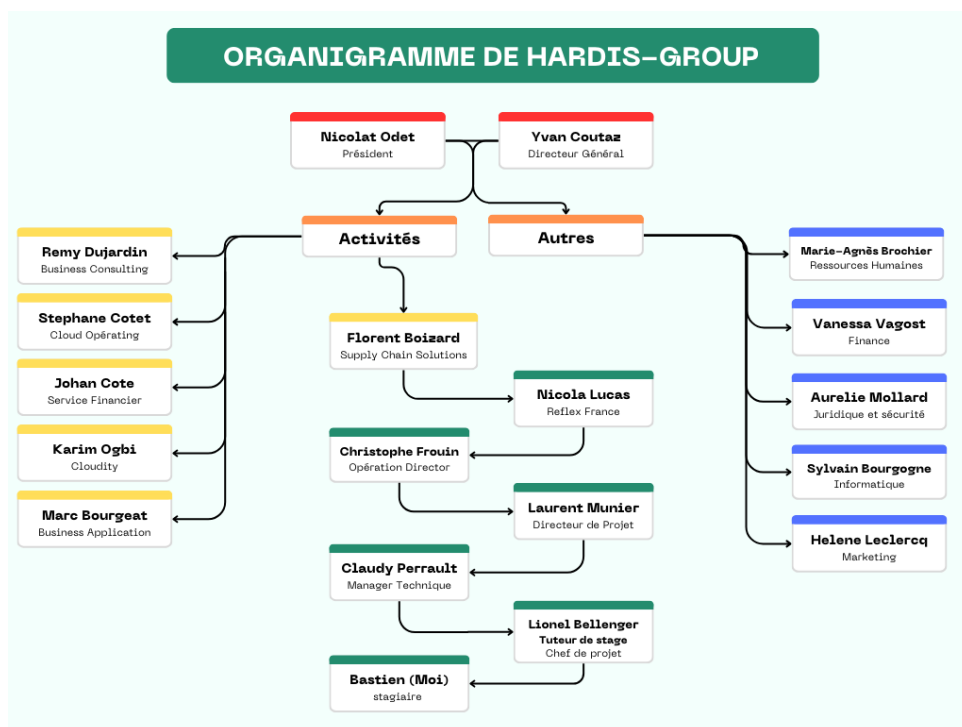 ORGANIGRAMME DE HARDIS-GROUP
Nicolat Odet
Président
Yvan Coutaz
Directeur Général
Activités
Autres
Remy Dujardin
Business Consulting
Stephane Cotet
Cloud Opérating
Johan Cote
Service Financier
Karim Ogbi
Cloudity
Marc Bourgeat
Business Application
Florent Boizard
Supply Chain Solutions
Nicola Lucas
Reflex France
Christophe Frouin
Opération Director
Laurent Munier
Directeur de Projet
Claudy Perrault
Manager Technique
Lionel Bellenger
Tuteur de stage
Chef de projet
Bastien (Moi)
stagiaire
Marie-Agnès Brochier
Ressources Humaines
Vanessa Vagost
Finance
Aurelie Mollard
Juridique et sécurité
Sylvain Bourgogne
Informatique
Helene Leclercq
Marketing